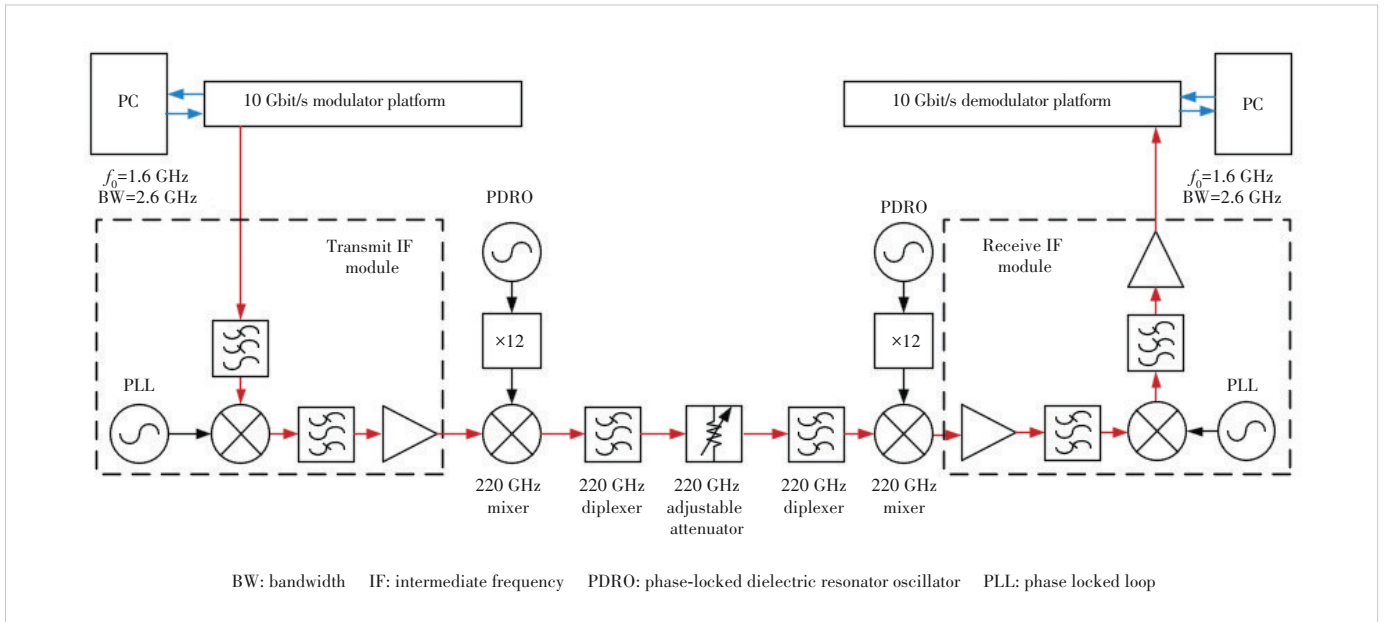 PC
10 Gbit/s modulator platform
10 Gbit/s demodulator platform
PC
f0=1.6 GHz
BW=2.6 GHz
f0=1.6 GHz
BW=2.6 GHz
PDRO
PDRO
Transmit IF
module
Receive IF
module
×12
×12
PLL
PLL
220 GHz
mixer
220 GHz
diplexer
220 GHz
adjustable
attenuator
220 GHz
diplexer
220 GHz
mixer
BW: bandwidth IF: intermediate frequency PDRO: phase-locked dielectric resonator oscillator PLL: phase locked loop